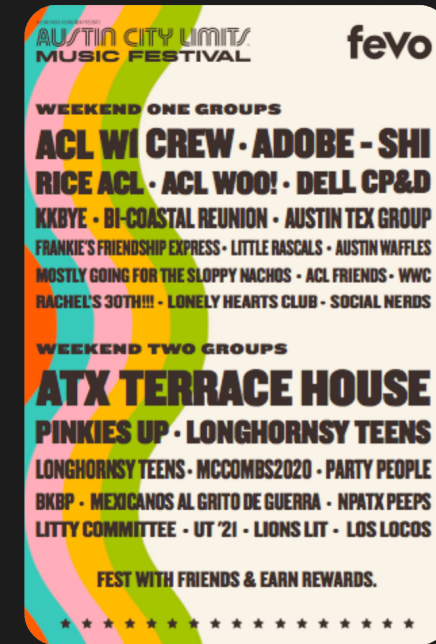 AUSTIN CITY LIMITS
MUSIC FESTIVAL
fevo
WEEKEND ONE GROUPS
ACL W1 CREW · ADOBE - SHI
RICE ACL · ACL WOO! · DELL CP&D
KKBYE · BI-COASTAL REUNION · AUSTIN TEX GROUP
FRANKIE'S FRIENDSHIP EXPRESS · LITTLE RASCALS · AUSTIN WAFFLES
MOSTLY GOING FOR THE SLOPPY NACHOS · ACL FRIENDS · WWC
RACHEL'S 30TH!!! · LONELY HEARTS CLUB · SOCIAL NERDS
WEEKEND TWO GROUPS
ATX TERRACE HOUSE
PINKIES UP · LONGHORNSY TEENS
LONGHORNSY TEENS · MCCOMBS2020 · PARTY PEOPLE
BKBP · MEXICANOS AL GRITO DE GUERRA · NPATX PEEPS
LITTY COMMITTEE · UT '21 · LIONS LIT · LOS LOCOS
FEST WITH FRIENDS & EARN REWARDS.